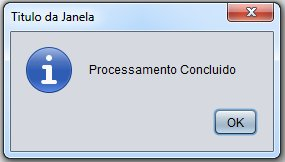 Titulo da Janela
Processamento Concluido
OK